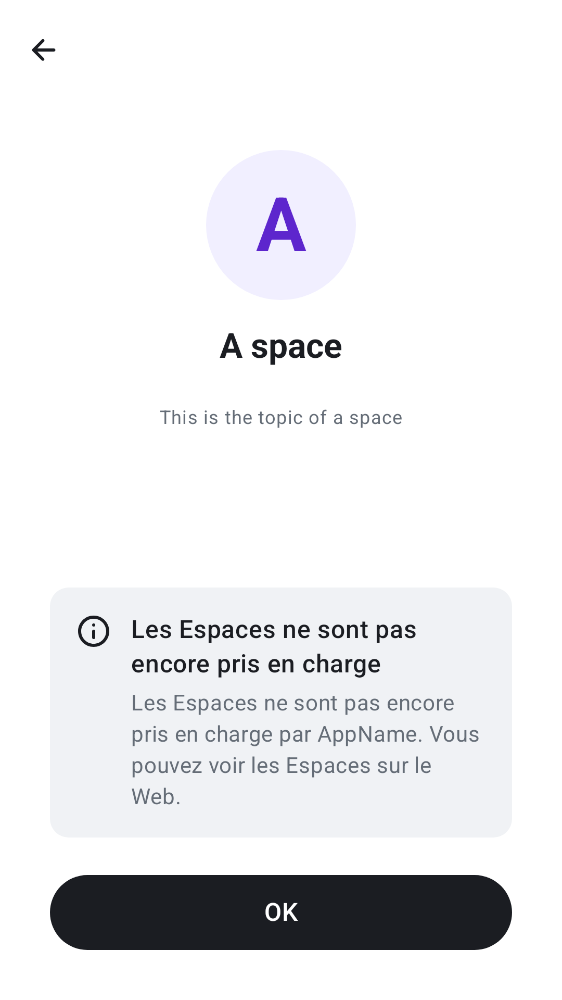 A
A space
This is the topic of a space
Les Espaces ne sont pas
encore pris en charge
Les Espaces ne sont pas encore
pris en charge par AppName. Vous
pouvez voir les Espaces sur le
Web.
OK